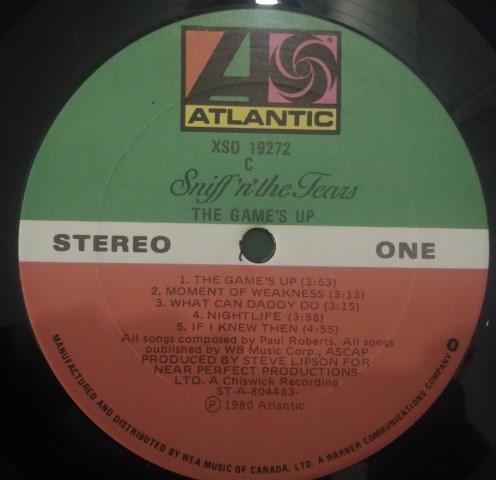 ATLANTIC
XSD 19272
C
Sniff 'n' the Tears
THE GAME'S UP
STEREO
ONE
1. THE GAME'S UP (3:53)
2. MOMENT OF WEAKNESS (3:13)
3. WHAT CAN DADDY DO (3:15)
4. NIGHTLIFE (3:58)
5. IF I KNEW THEN (4:55)
All songs composed by Paul Roberts. All songs
published by WB Music Corp., ASCAP
PRODUCED BY STEVE LIPSON FOR
NEAR PERFECT PRODUCTIONS
LTD. A Chiswick Recording
ST-A-804483-
Ⓟ 1980 Atlantic
MANUFACTURED AND DISTRIBUTED BY WEA MUSIC OF CANADA, LTD. A WARNER COMMUNICATIONS COMPANY